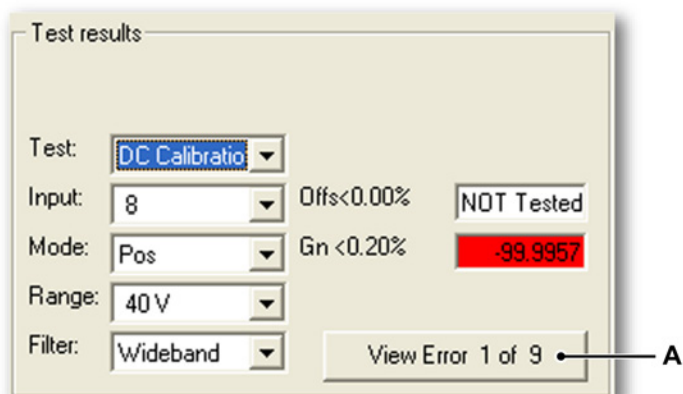 Test results
Test: DC Calibratio
Input: 8 Offs<0.00% NOT Tested
Mode: Pos Gn <0.20% -99.9957
Range: 40 V
Filter: Wideband View Error 1 of 9 A